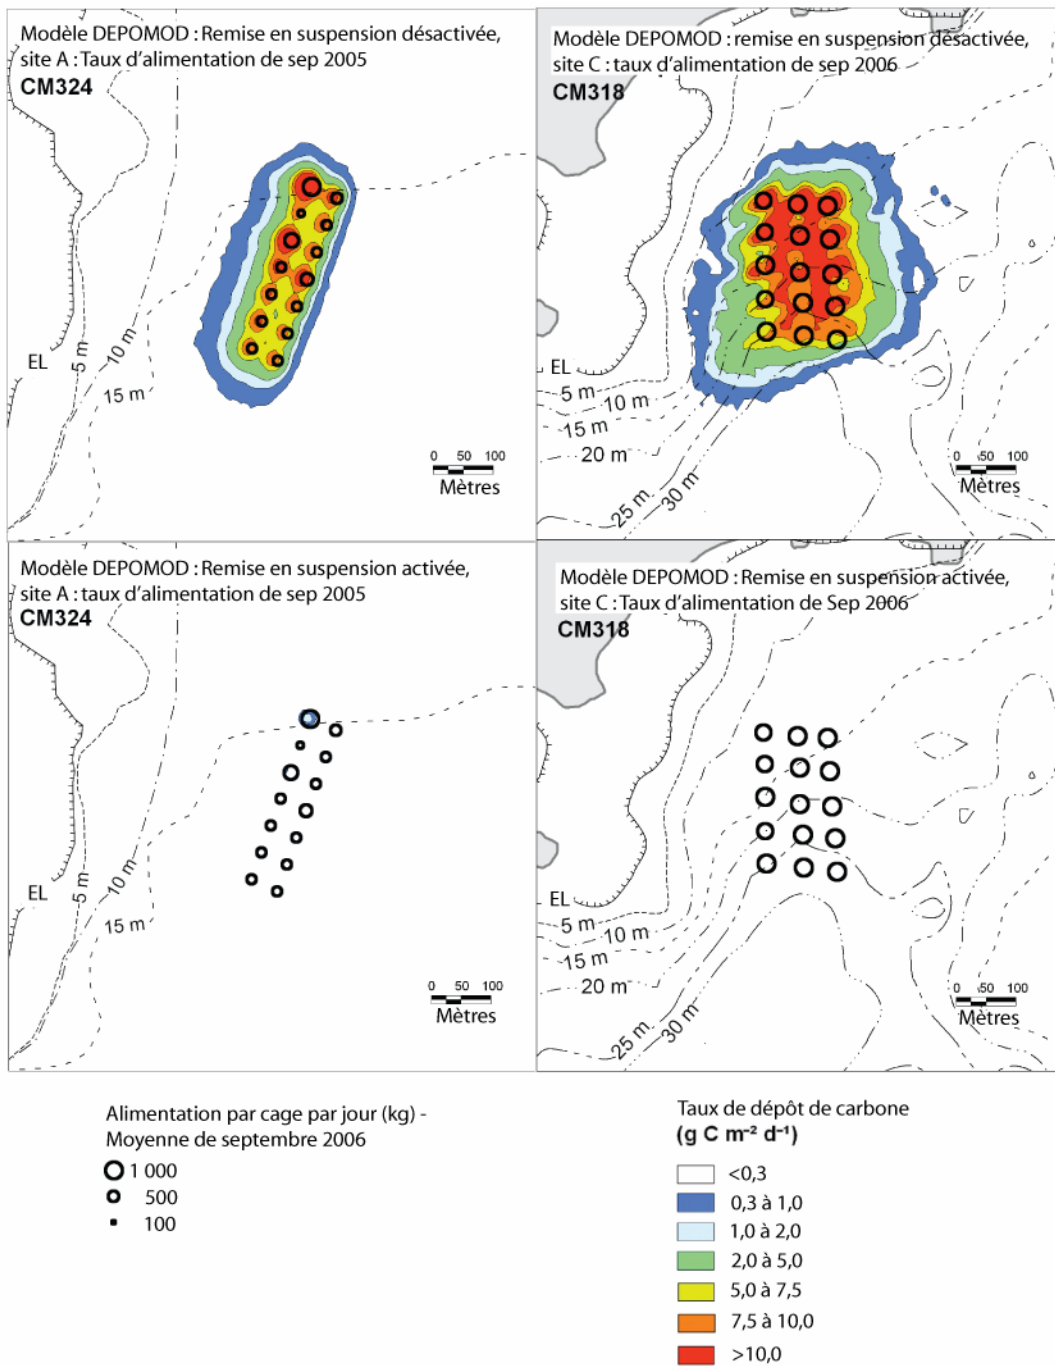 Modèle DEPOMOD : Remise en suspension désactivée,
site A : Taux d'alimentation de sep 2005
CM324
EL
5 m
10 m
15 m
0 50 100
Mètres
Modèle DEPOMOD : remise en suspension désactivée,
site C : taux d'alimentation de sep 2006
CM318
EL
5 m
10 m
15 m
20 m
25 m
30 m
0 50 100
Mètres
Modèle DEPOMOD : Remise en suspension activée,
site A : taux d'alimentation de sep 2005
CM324
EL
5 m
10 m
15 m
0 50 100
Mètres
Modèle DEPOMOD : Remise en suspension activée,
site C : Taux d'alimentation de Sep 2006
CM318
EL
5 m
10 m
15 m
20 m
25 m
30 m
0 50 100
Mètres
Alimentation par cage par jour (kg) -
Moyenne de septembre 2006
1 000
500
100
Taux de dépôt de carbone
(g C m⁻² d⁻¹)
<0,3
0,3 à 1,0
1,0 à 2,0
2,0 à 5,0
5,0 à 7,5
7,5 à 10,0
>10,0